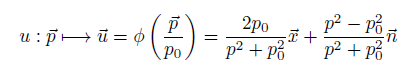 $u : \vec{p} \longmapsto \vec{u} = \phi \left( \frac{\vec{p}}{p_0} \right) = \frac{2p_0}{p^2 + p_0^2} \vec{x} + \frac{p^2 - p_0^2}{p^2 + p_0^2} \vec{n}$